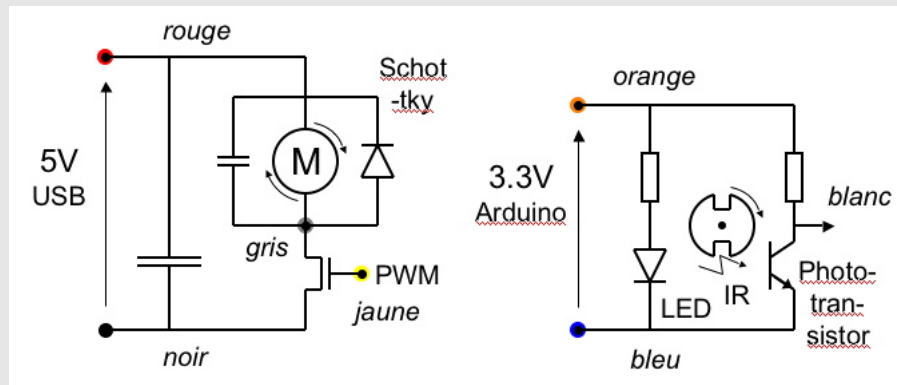 rouge
Schot
-tky
5V
USB
M
gris
PWM
jaune
noir
orange
3.3V
Arduino
blanc
LED
IR
Photo-
tran-
sistor
bleu